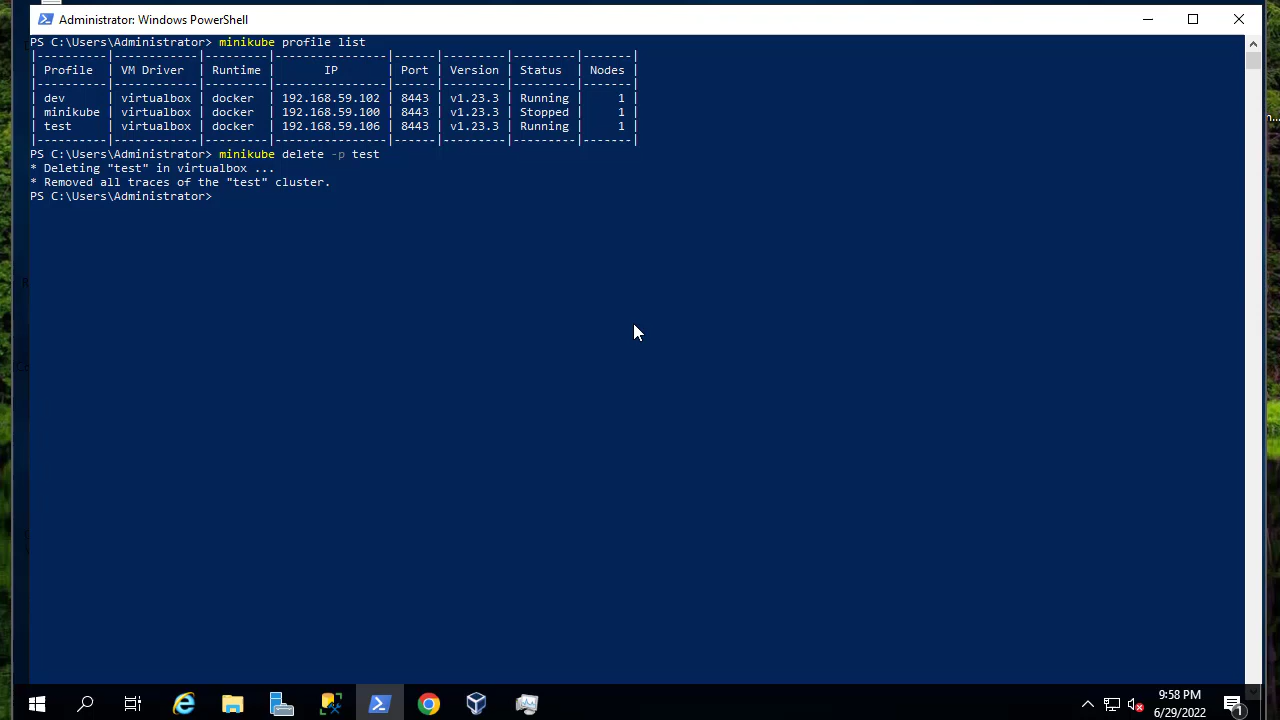 Administrator: Windows PowerShell
PS C:\Users\Administrator> minikube profile list
|----------|------------|---------|----------------|------|---------|---------|-------|
| Profile | VM Driver | Runtime | IP | Port | Version | Status | Nodes |
|----------|------------|---------|----------------|------|---------|---------|-------|
| dev | virtualbox | docker | 192.168.59.102 | 8443 | v1.23.3 | Running | 1 |
| minikube | virtualbox | docker | 192.168.59.100 | 8443 | v1.23.3 | Stopped | 1 |
| test | virtualbox | docker | 192.168.59.106 | 8443 | v1.23.3 | Running | 1 |
|----------|------------|---------|----------------|------|---------|---------|-------|
PS C:\Users\Administrator> minikube delete -p test
* Deleting "test" in virtualbox ...
* Removed all traces of the "test" cluster.
PS C:\Users\Administrator>
9:58 PM
6/29/2022
1